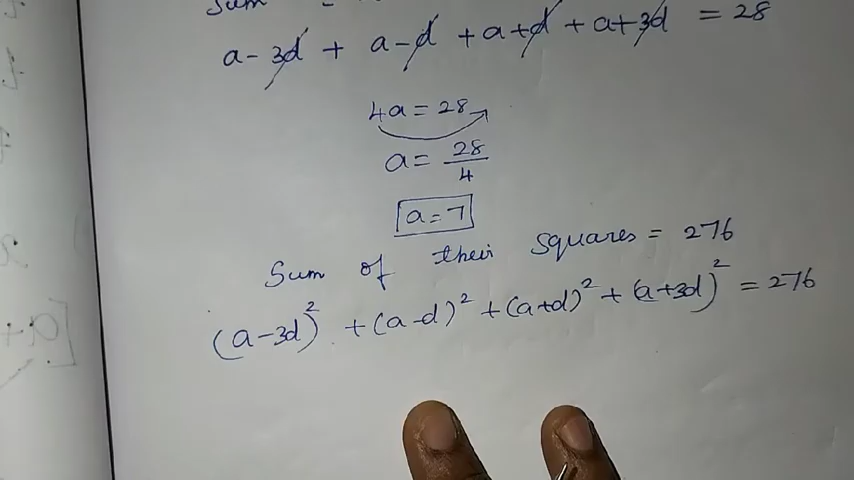 Sum =
a - 3d + a - d + a + d + a + 3d = 28
4a = 28
a = 28/4
a = 7
Sum of their squares = 276
(a - 3d)² + (a - d)² + (a + d)² + (a + 3d)² = 276